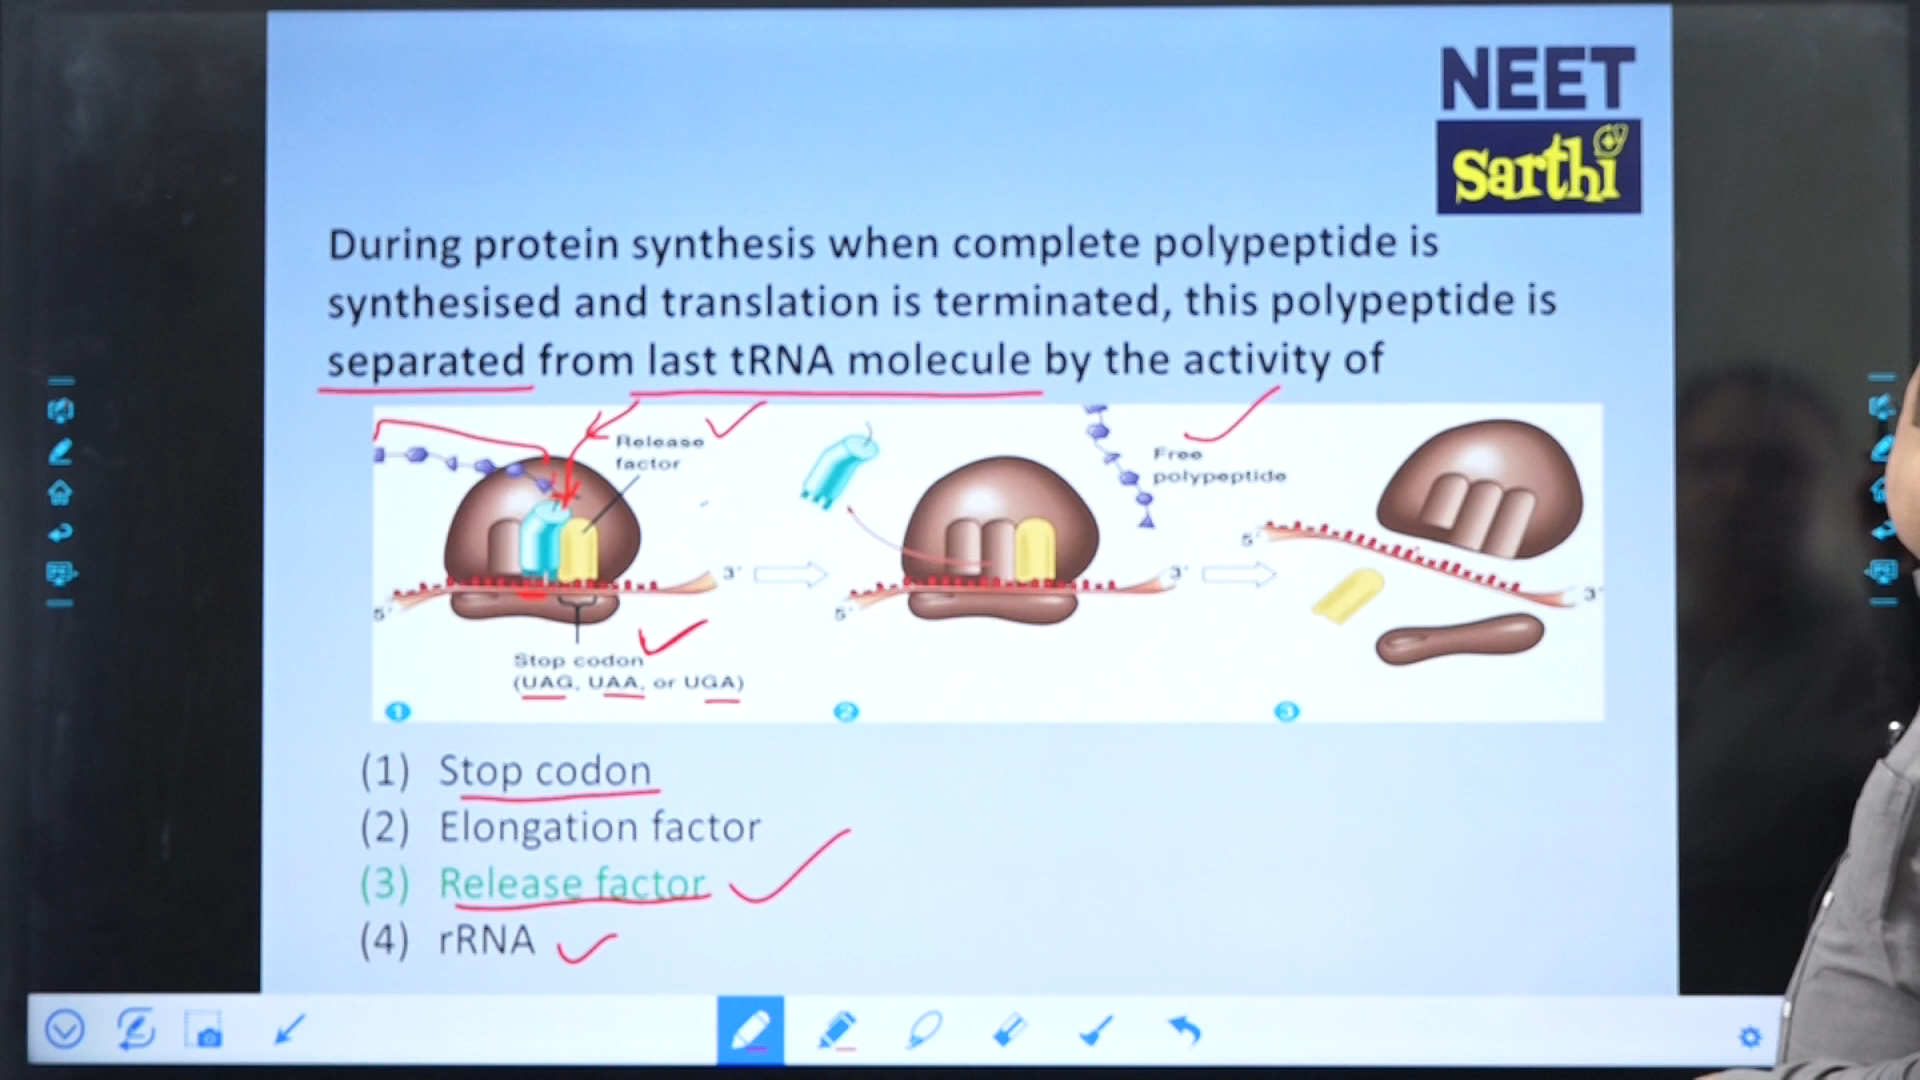 NEET
Sarthi
During protein synthesis when complete polypeptide is
synthesised and translation is terminated, this polypeptide is
separated from last tRNA molecule by the activity of
Release
factor
Free
polypeptide
5'
3'
5'
3'
5'
3'
Stop codon
(UAG, UAA, or UGA)
1
2
3
(1) Stop codon
(2) Elongation factor
(3) Release factor
(4) rRNA